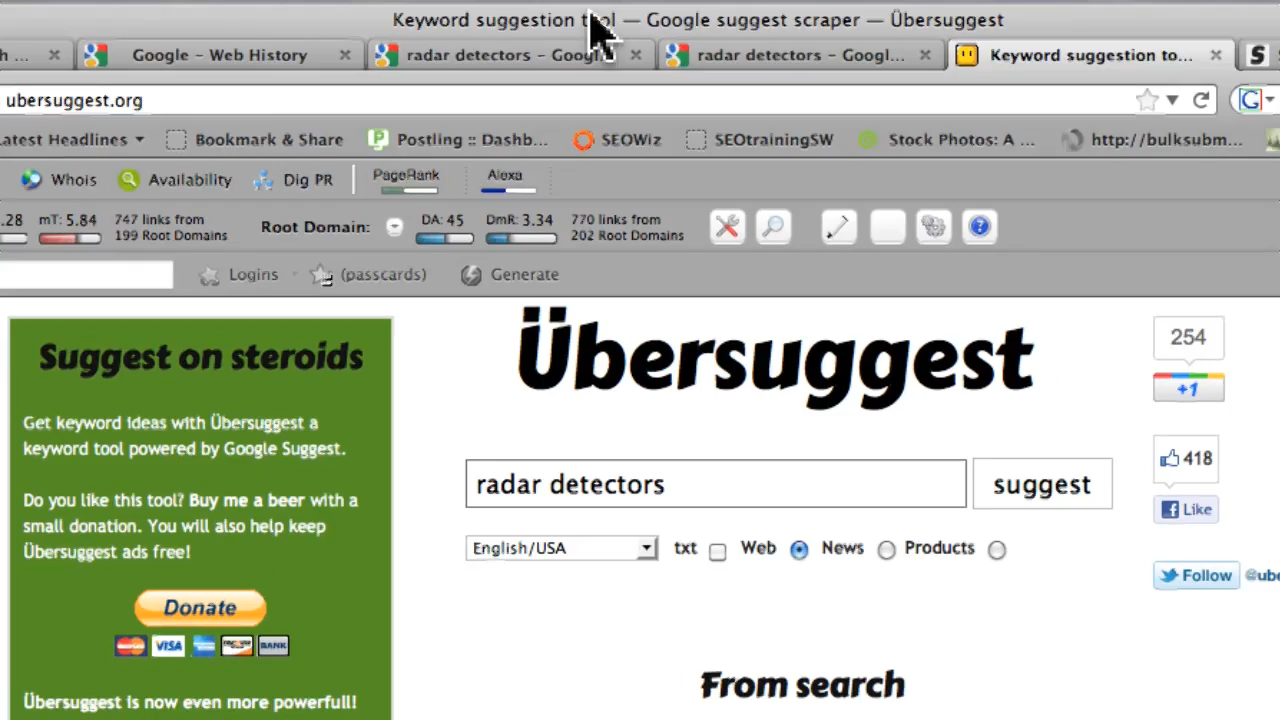 Keyword suggestion tool — Google suggest scraper — Übersuggest
h ... Google – Web History radar detectors – Googl... radar detectors – Googl... Keyword suggestion to... S
ubersuggest.org
atest Headlines Bookmark & Share Postling :: Dashb... SEOWiz SEOtrainingSW Stock Photos: A ... http://bulksubm...
Whois Availability Dig PR PageRank Alexa
.28 mT: 5.84 747 links from Root Domain: DA: 45 DmR: 3.34 770 links from
199 Root Domains 202 Root Domains
Logins (passcards) Generate
Suggest on steroids
Get keyword ideas with Übersuggest a
keyword tool powered by Google Suggest.
Do you like this tool? Buy me a beer with a
small donation. You will also help keep
Übersuggest ads free!
Donate
VISA BANK
Übersuggest is now even more powerfull!
Übersuggest
radar detectors suggest
English/USA txt Web News Products
From search
254
+1
418
Like
Follow @ube